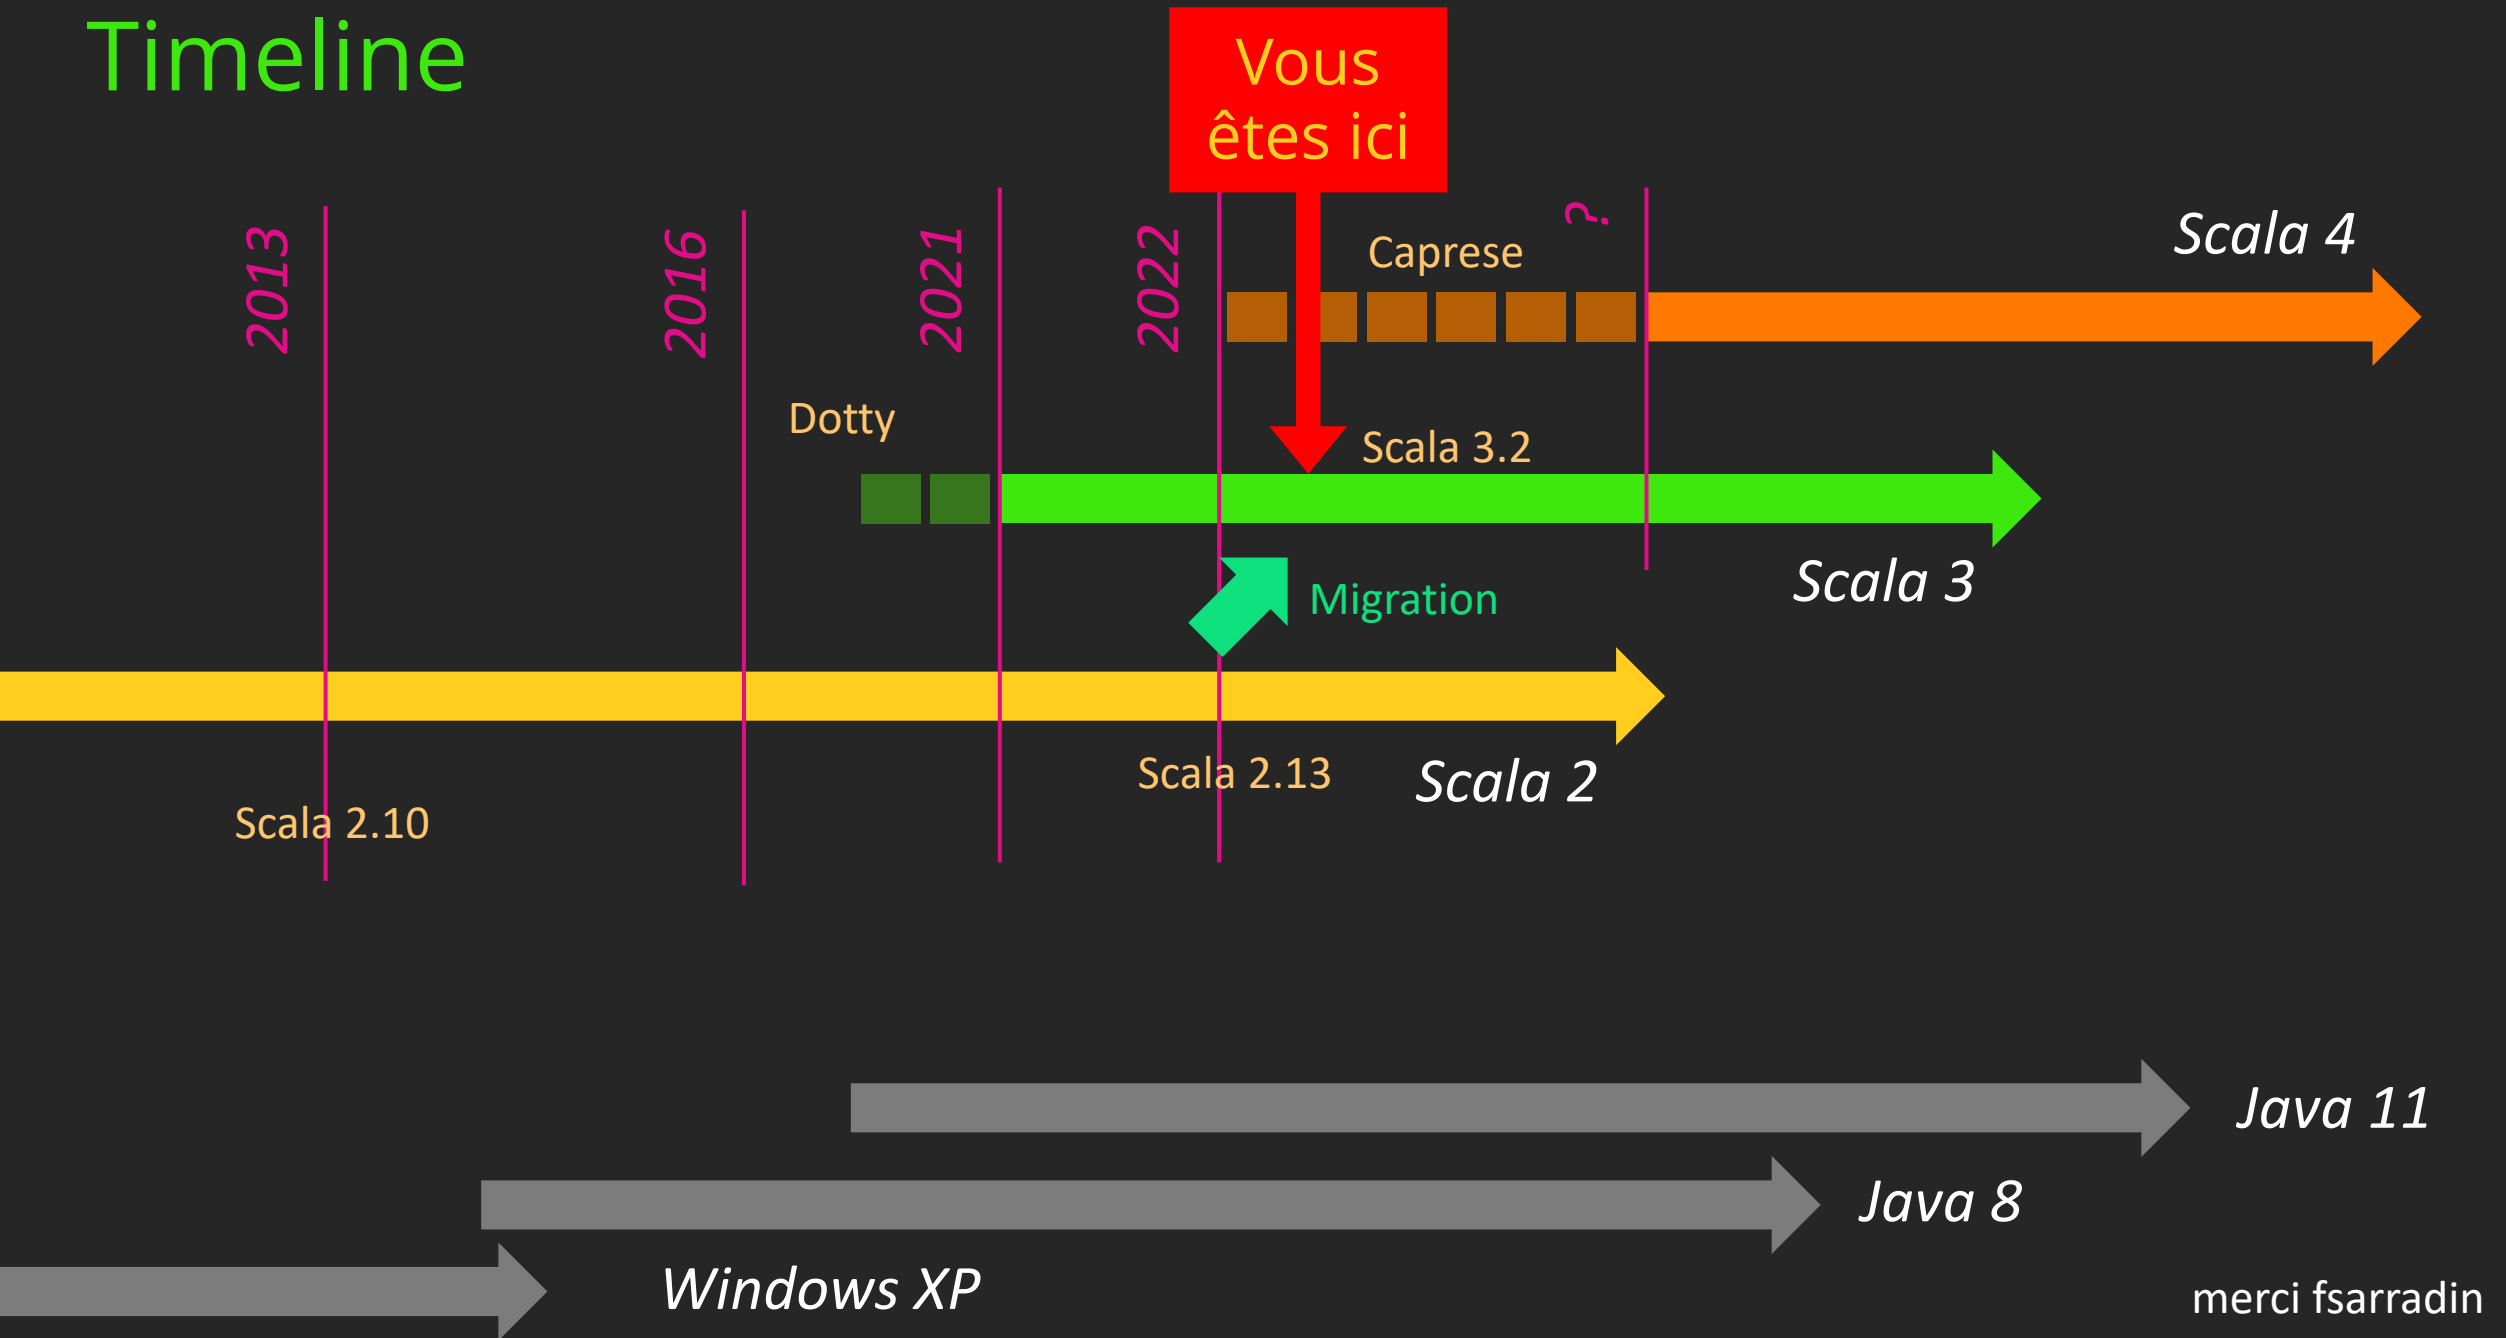 Timeline
Vous
êtes ici
2013
2016
2021
2022
?
Caprese
Scala 4
Dotty
Scala 3.2
Scala 3
Migration
Scala 2.13
Scala 2
Scala 2.10
Java 11
Java 8
Windows XP
merci fsarradin